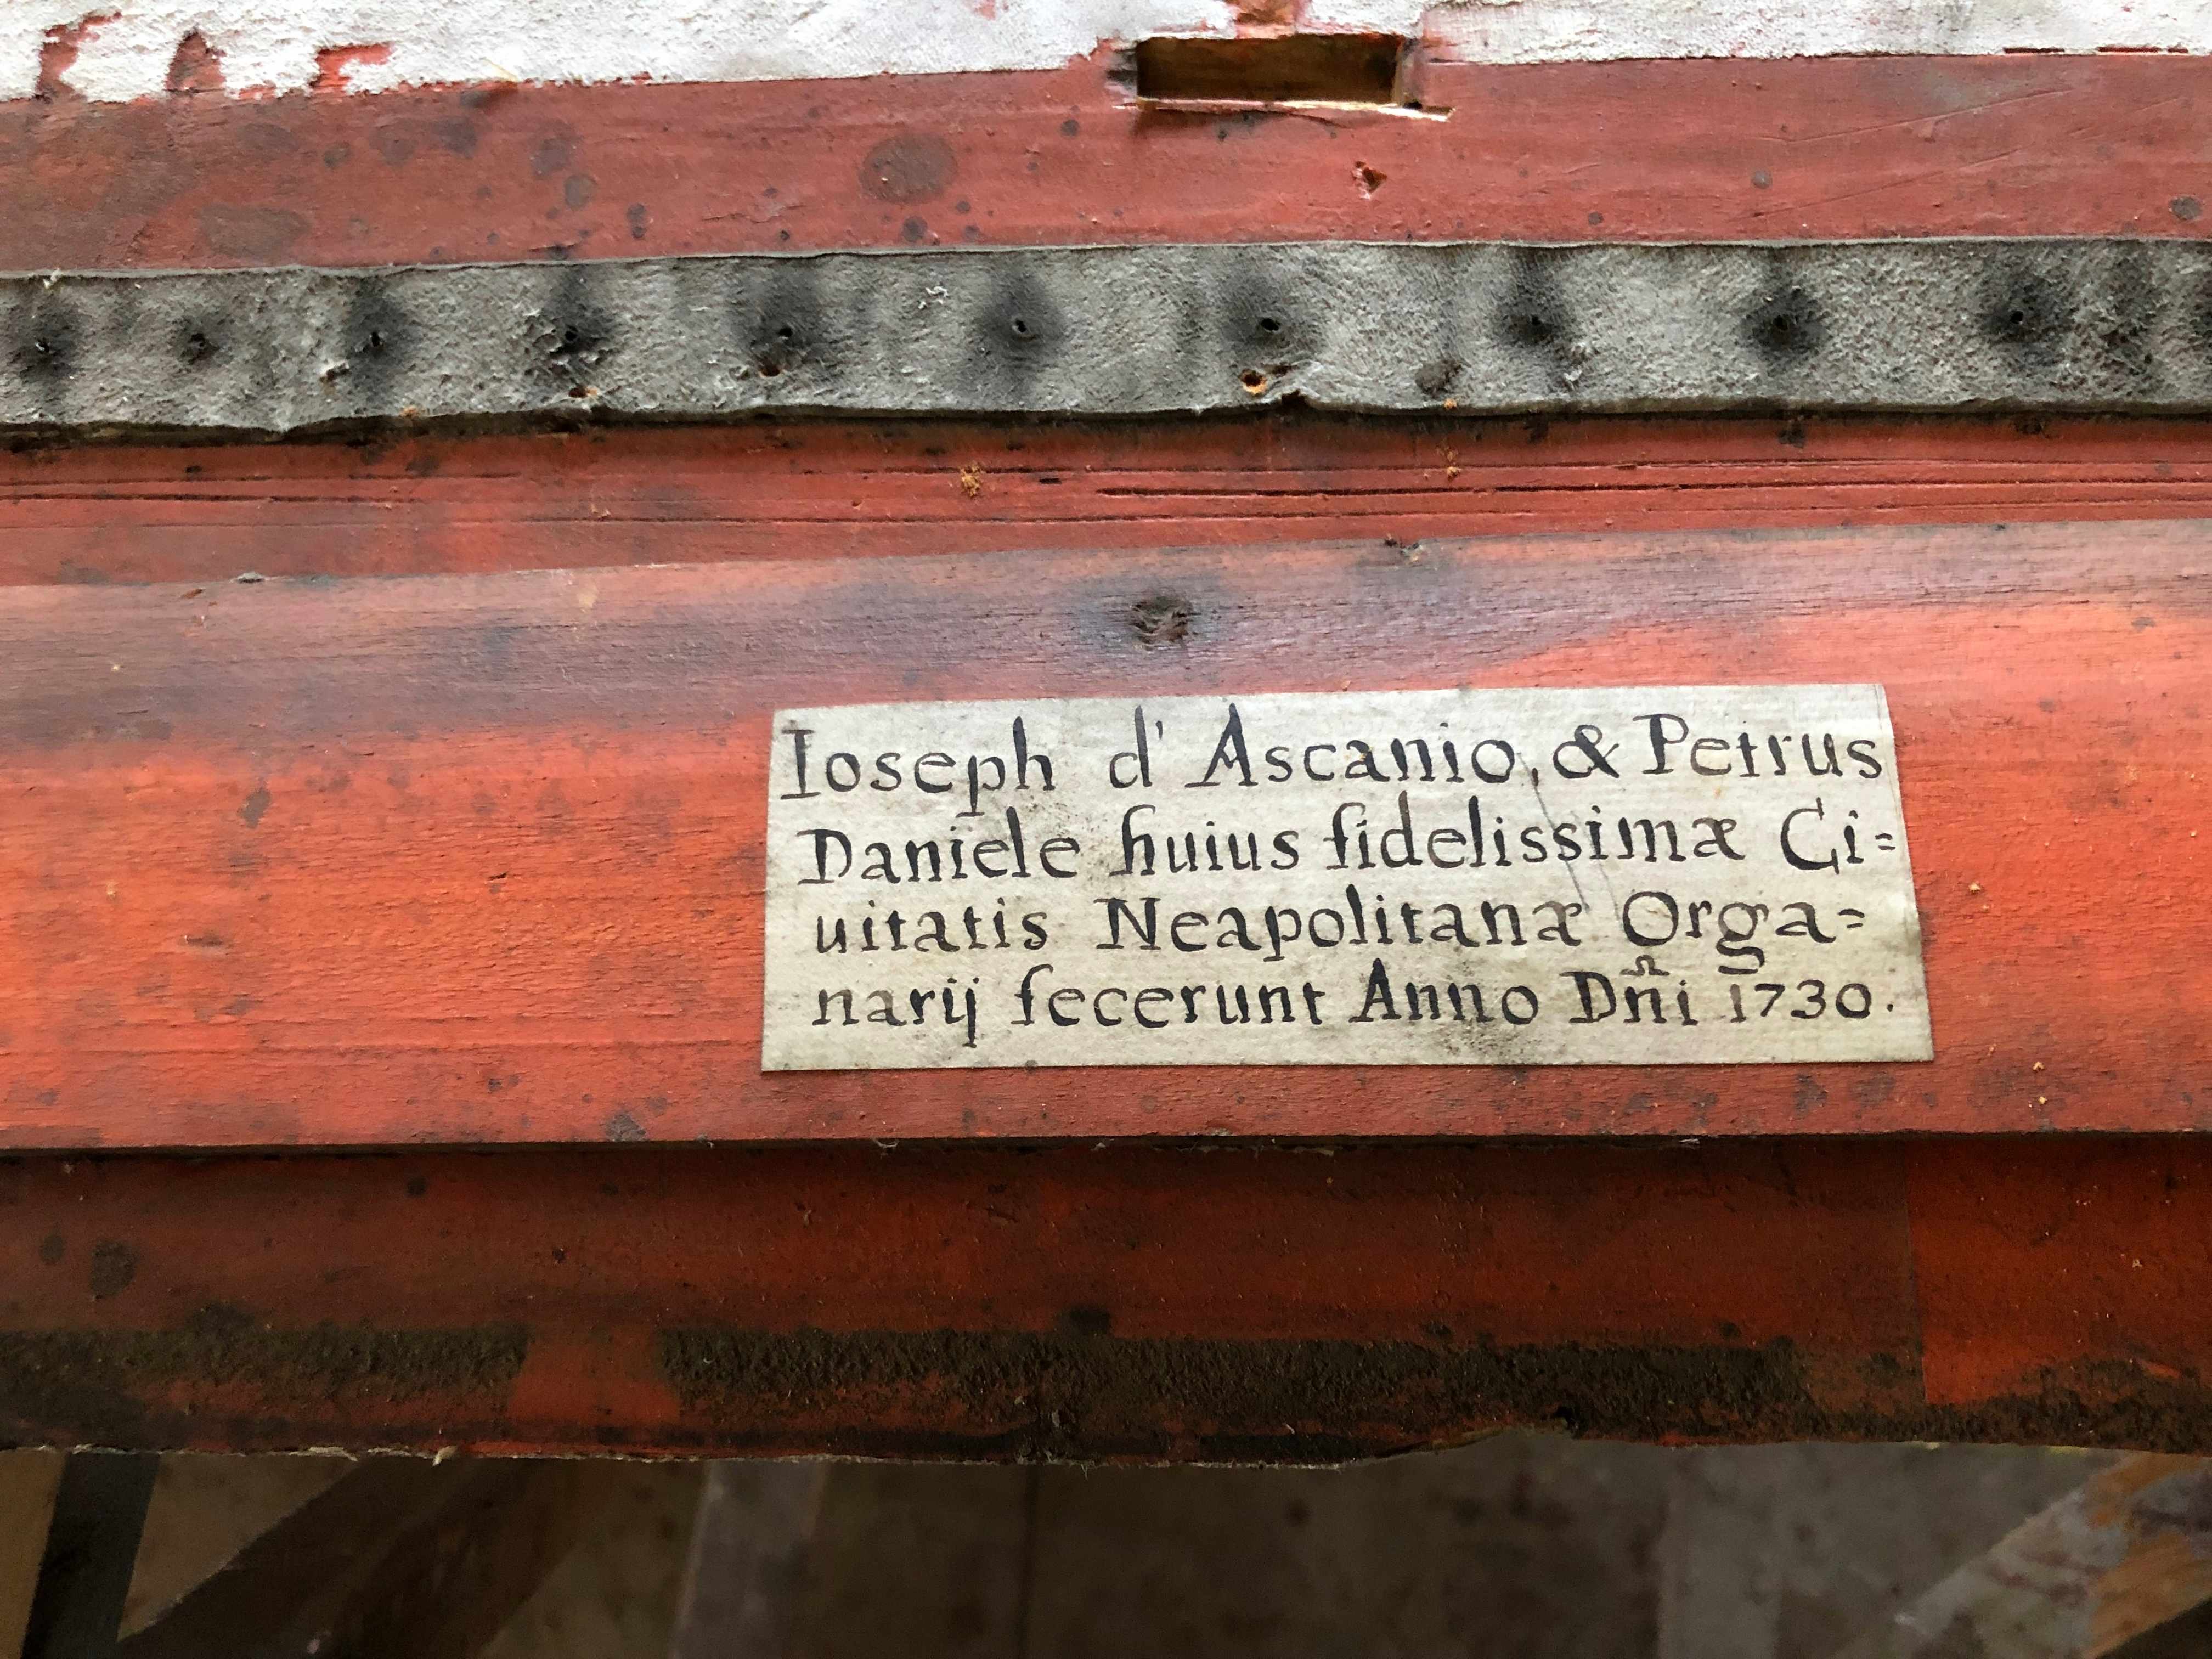 Ioseph d' Ascanio, & Petrus
Daniele huius fidelissimæ Ci=
uitatis Neapolitanæ Orga=
narij fecerunt Anno Dñi 1730.